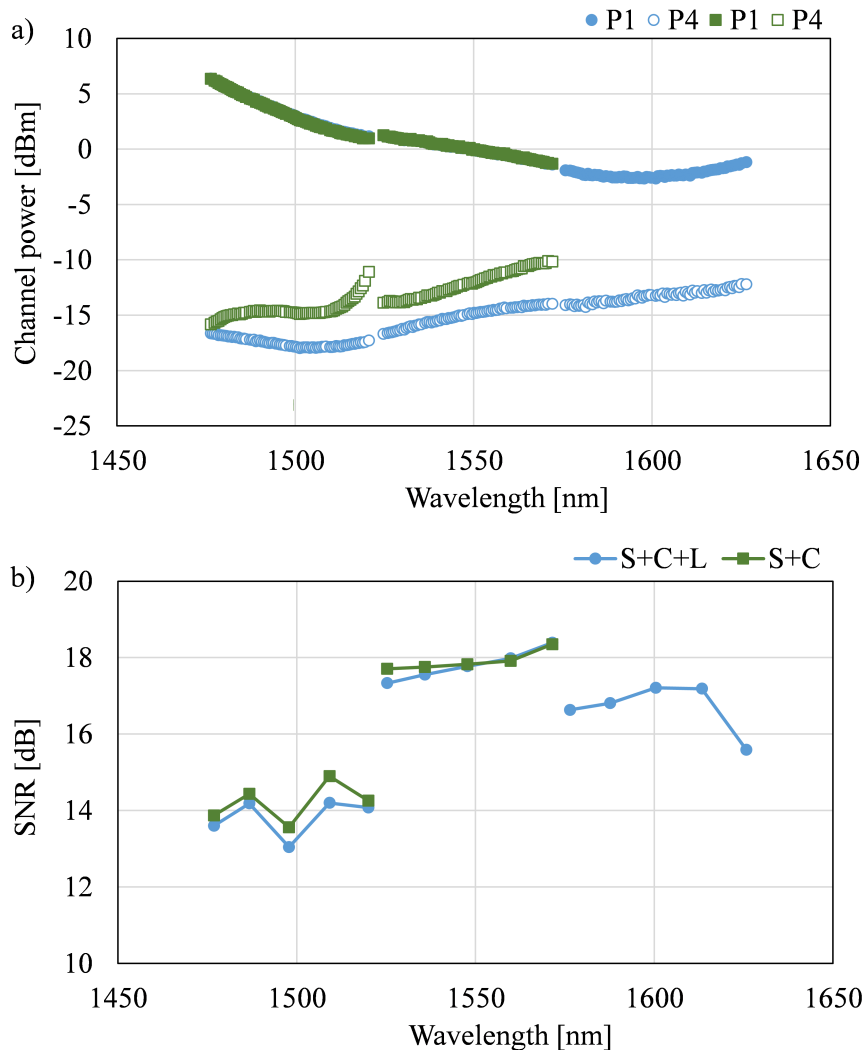 a)
P1 P4 P1 P4
10
5
0
-5
-10
-15
-20
-25
Channel power [dBm]
1450 1500 1550 1600 1650
Wavelength [nm]
b)
S+C+L S+C
20
18
16
14
12
10
SNR [dB]
1450 1500 1550 1600 1650
Wavelength [nm]